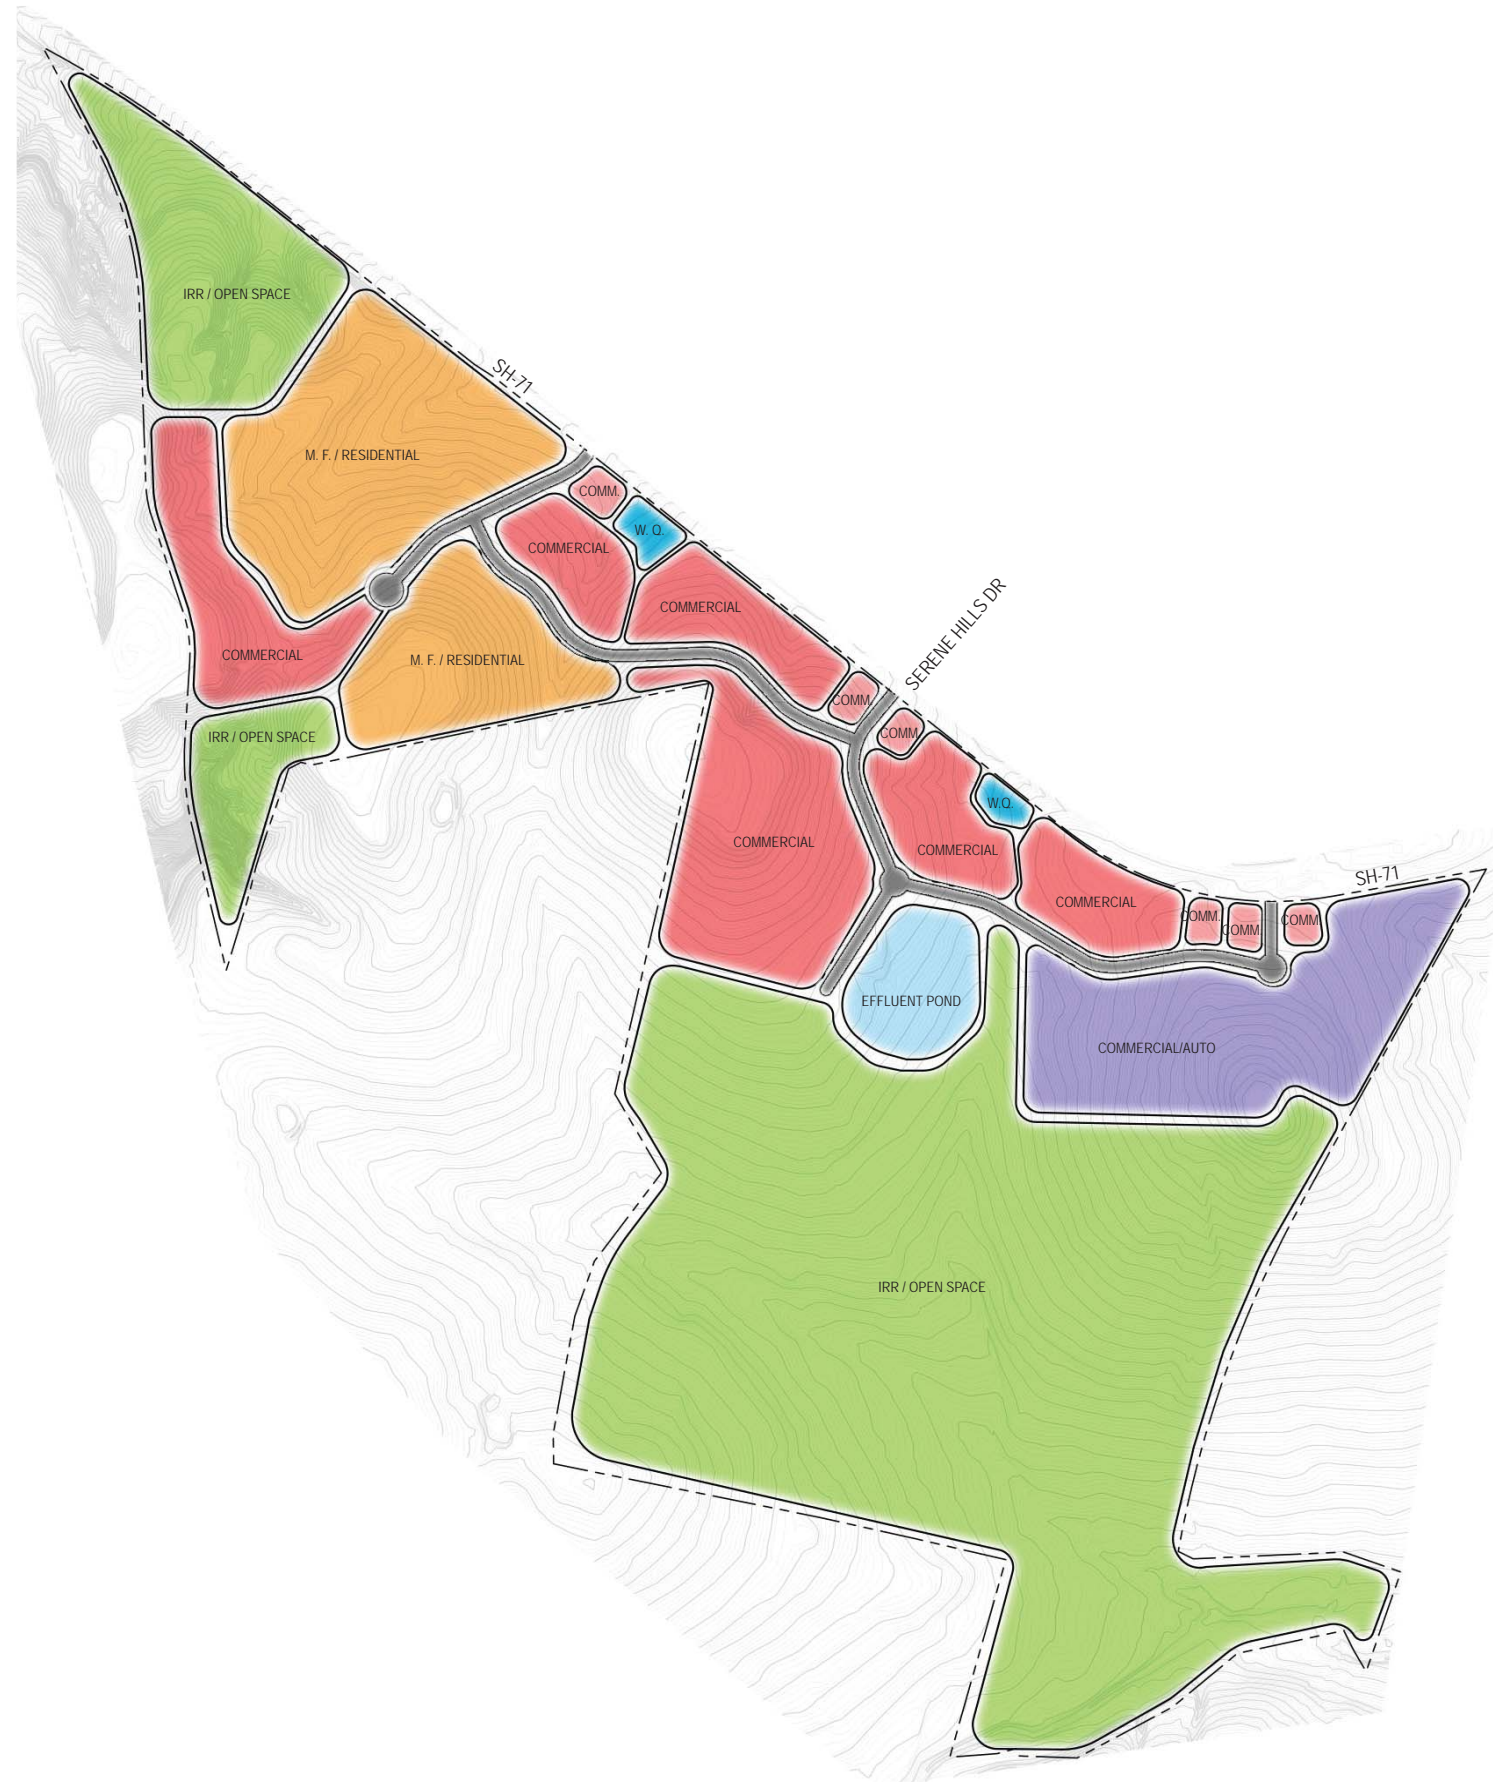 IRR / OPEN SPACE
SH-71
M. F. / RESIDENTIAL
COMM.
W. Q.
COMMERCIAL
COMMERCIAL
SERENE HILLS DR
COMMERCIAL
M. F. / RESIDENTIAL
COMM.
COMM.
IRR / OPEN SPACE
W.Q.
COMMERCIAL
COMMERCIAL
SH-71
COMMERCIAL
COMM.
COMM.
COMM.
EFFLUENT POND
COMMERCIAL/AUTO
IRR / OPEN SPACE